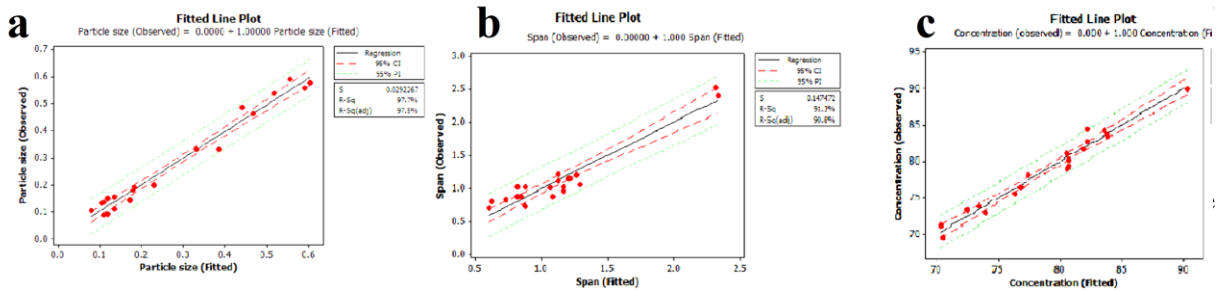 a
Fitted Line Plot
Particle size (Observed) = 0.0000 + 1.00000 Particle size (Fitted)
Regression
95% CI
95% PI
S 0.0292267
R-Sq 97.7%
R-Sq(adj) 97.5%
Particle size (Observed)
0.7
0.6
0.5
0.4
0.3
0.2
0.1
0.0
0.0 0.1 0.2 0.3 0.4 0.5 0.6
Particle size (Fitted)
b
Fitted Line Plot
Span (Observed) = 0.00000 + 1.000 Span (Fitted)
Regression
95% CI
95% PI
S 0.147472
R-Sq 91.3%
R-Sq(adj) 90.8%
Span (Observed)
3.0
2.5
2.0
1.5
1.0
0.5
0.0
0.5 1.0 1.5 2.0 2.5
Span (Fitted)
c
Fitted Line Plot
Concentration (observed) = 0.000 + 1.000 Concentration (Fi
Concentration (observed)
95
90
85
80
75
70
70 75 80 85 90
Concentration (Fitted)